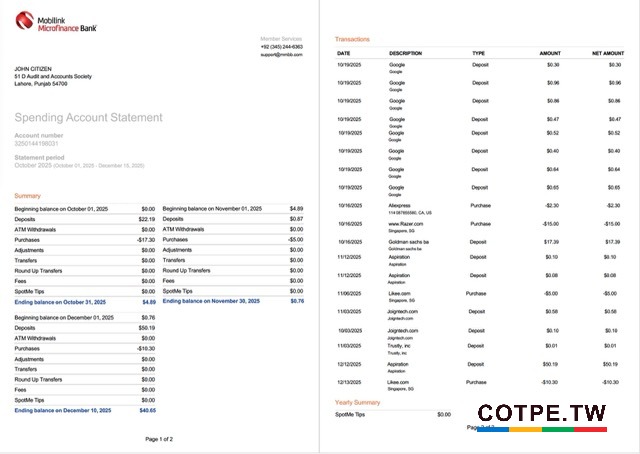 Mobilink
Microfinance Bank
Member Services
+92 (345) 244-6363
support@mmbb.com
JOHN CITIZEN
51 D Audit and Accounts Society
Lahore, Punjab 54700
Spending Account Statement
Account number
3250144198031
Statement period
October 2025 (October 01, 2025 - December 15, 2025)
Summary
Beginning balance on October 01, 2025 $0.00
Deposits $22.19
ATM Withdrawals $0.00
Purchases -$17.30
Adjustments $0.00
Transfers $0.00
Round Up Transfers $0.00
Fees $0.00
SpotMe Tips $0.00
Ending balance on October 31, 2025 $4.89
Beginning balance on November 01, 2025 $4.89
Deposits $0.87
ATM Withdrawals $0.00
Purchases -$5.00
Adjustments $0.00
Transfers $0.00
Round Up Transfers $0.00
Fees $0.00
SpotMe Tips $0.00
Ending balance on November 30, 2025 $0.76
Beginning balance on December 01, 2025 $0.76
Deposits $50.19
ATM Withdrawals $0.00
Purchases -$10.30
Adjustments $0.00
Transfers $0.00
Round Up Transfers $0.00
Fees $0.00
SpotMe Tips $0.00
Ending balance on December 10, 2025 $40.65
Page 1 of 2
Transactions
DATE DESCRIPTION TYPE AMOUNT NET AMOUNT
10/19/2025 Google Deposit $0.30 $0.30
Google
10/19/2025 Google Deposit $0.96 $0.96
Google
10/19/2025 Google Deposit $0.86 $0.86
Google
10/19/2025 Google Deposit $0.47 $0.47
Google
10/19/2025 Google Deposit $0.52 $0.52
Google
10/19/2025 Google Deposit $0.40 $0.40
Google
10/19/2025 Google Deposit $0.64 $0.64
Google
10/19/2025 Google Deposit $0.65 $0.65
Google
10/16/2025 Aliexpress Purchase -$2.30 -$2.30
CA, US
10/16/2025 www.Razer.com Purchase -$15.00 -$15.00
Singapore, SG
10/16/2025 Goldman sachs ba Deposit $17.39 $17.39
Goldman sachs ba
11/12/2025 Aspiration Deposit $0.10 $0.10
Aspiration
11/12/2025 Aspiration Deposit $0.08 $0.08
Aspiration
11/06/2025 Likee.com Purchase -$5.00 -$5.00
Singapore, SG
11/03/2025 Joigntech.com Deposit $0.58 $0.58
Joigntech.com
10/03/2025 Joigntech.com Deposit $0.10
Joigntech.com
11/03/2025 Trustly, inc Deposit $0.01 $0.01
Trustly, inc
12/12/2025 Aspiration Deposit $50.19 $50.19
Aspiration
12/13/2025 Likee.com Purchase -$10.30 -$10.30
Singapore, SG
Yearly Summary
SpotMe Tips $0.00
COTPE.TW